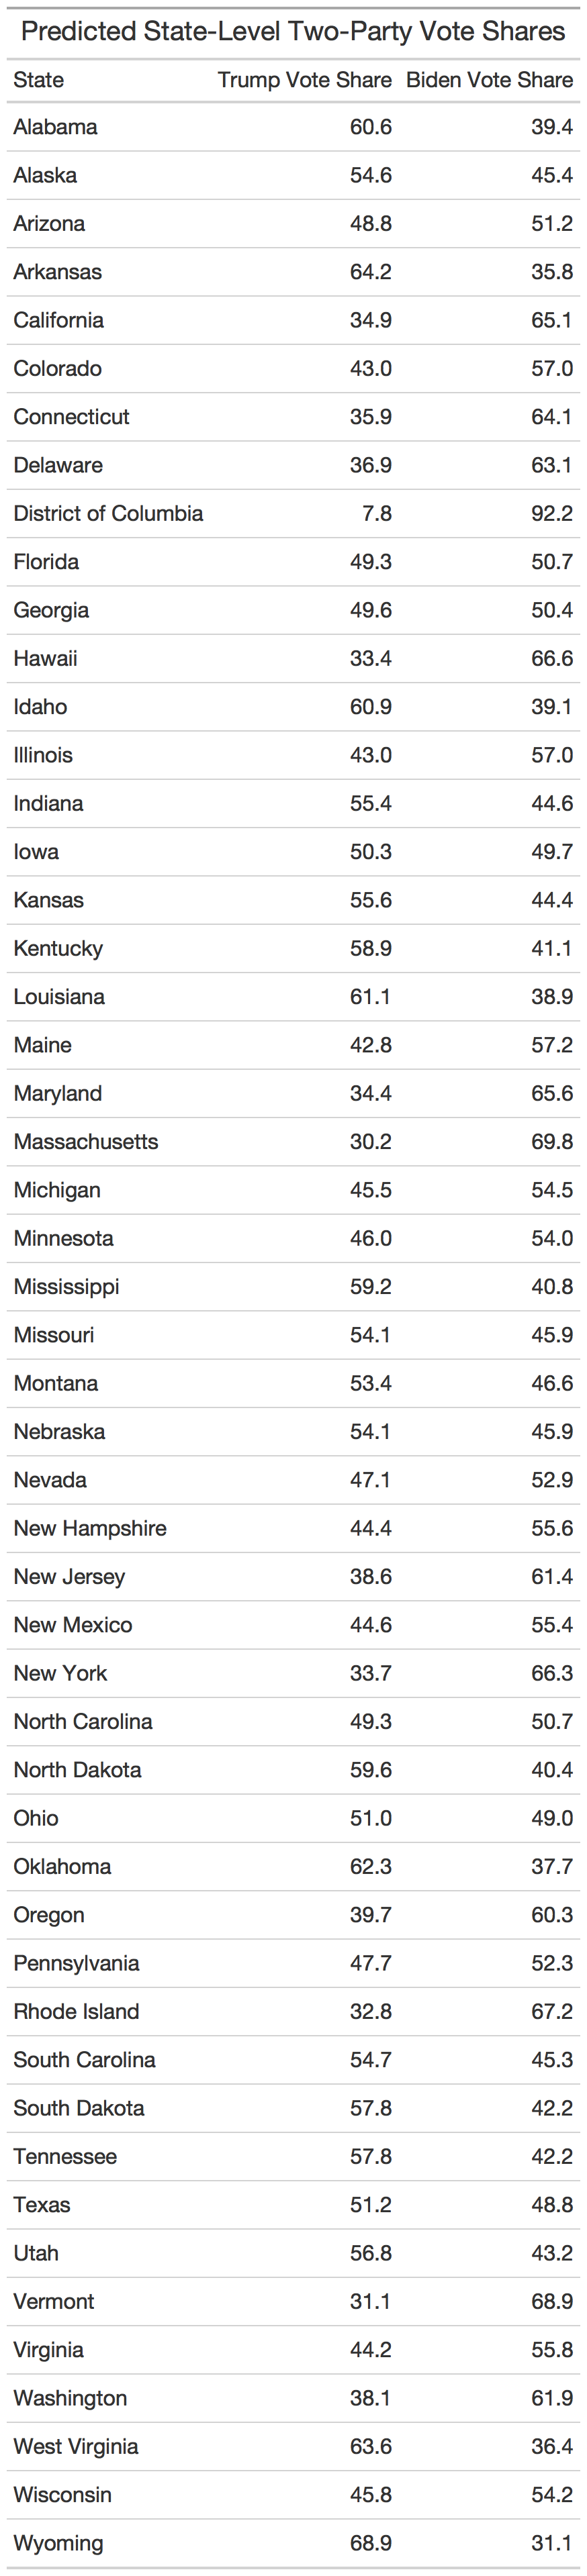 Predicted State-Level Two-Party Vote Shares
State Trump Vote Share Biden Vote Share
Alabama 60.6 39.4
Alaska 54.6 45.4
Arizona 48.8 51.2
Arkansas 64.2 35.8
California 34.9 65.1
Colorado 43.0 57.0
Connecticut 35.9 64.1
Delaware 36.9 63.1
District of Columbia 7.8 92.2
Florida 49.3 50.7
Georgia 49.6 50.4
Hawaii 33.4 66.6
Idaho 60.9 39.1
Illinois 43.0 57.0
Indiana 55.4 44.6
Iowa 50.3 49.7
Kansas 55.6 44.4
Kentucky 58.9 41.1
Louisiana 61.1 38.9
Maine 42.8 57.2
Maryland 34.4 65.6
Massachusetts 30.2 69.8
Michigan 45.5 54.5
Minnesota 46.0 54.0
Mississippi 59.2 40.8
Missouri 54.1 45.9
Montana 53.4 46.6
Nebraska 54.1 45.9
Nevada 47.1 52.9
New Hampshire 44.4 55.6
New Jersey 38.6 61.4
New Mexico 44.6 55.4
New York 33.7 66.3
North Carolina 49.3 50.7
North Dakota 59.6 40.4
Ohio 51.0 49.0
Oklahoma 62.3 37.7
Oregon 39.7 60.3
Pennsylvania 47.7 52.3
Rhode Island 32.8 67.2
South Carolina 54.7 45.3
South Dakota 57.8 42.2
Tennessee 57.8 42.2
Texas 51.2 48.8
Utah 56.8 43.2
Vermont 31.1 68.9
Virginia 44.2 55.8
Washington 38.1 61.9
West Virginia 63.6 36.4
Wisconsin 45.8 54.2
Wyoming 68.9 31.1